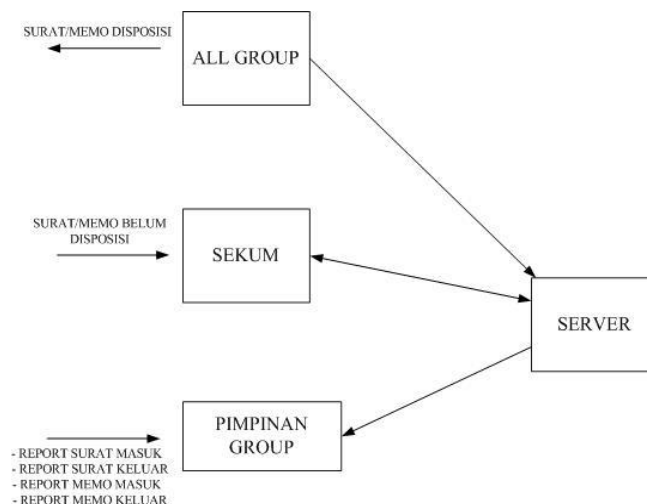 SURAT/MEMO DISPOSISI
ALL GROUP
SURAT/MEMO BELUM
DISPOSISI
SEKUM
SERVER
PIMPINAN
GROUP
- REPORT SURAT MASUK
- REPORT SURAT KELUAR
- REPORT MEMO MASUK
- REPORT MEMO KELUAR